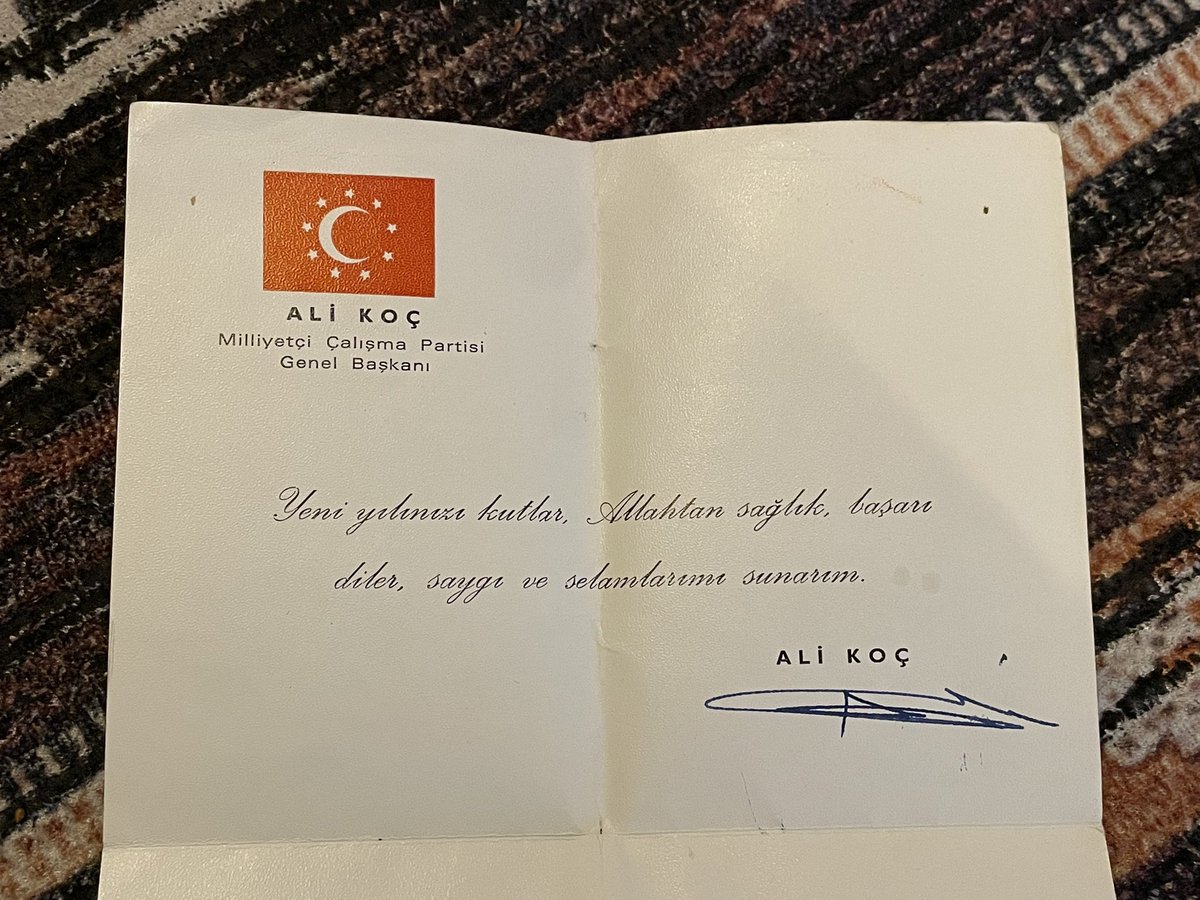 ALİ KOÇ
Milliyetçi Çalışma Partisi
Genel Başkanı
Yeni yılınızı kutlar, Allahtan sağlık, başarı
diler, saygı ve selamlarımı sunarım.
ALİ KOÇ